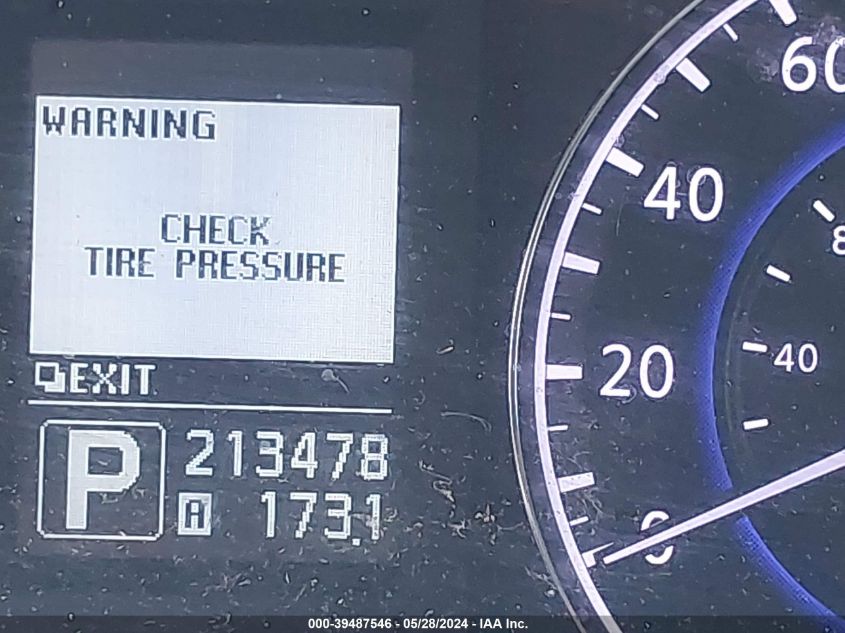 WARNING
CHECK
TIRE PRESSURE
EXIT
P 213478
A 173.1
60
40
20
0
8
40
000-39487546 - 05/28/2024 - IAA Inc.